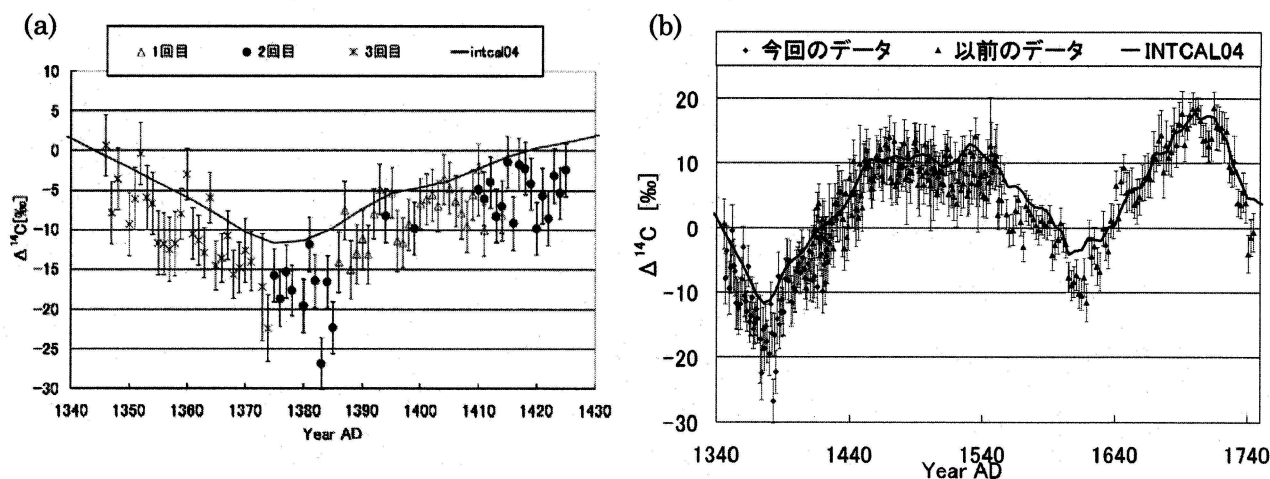 (a)
△ 1回目 ● 2回目 ✳ 3回目 — intcal04
Δ ¹⁴C[‰]
10
5
0
-5
-10
-15
-20
-25
-30
1340 1350 1360 1370 1380 1390 1400 1410 1420 1430
Year AD
(b)
◆ 今回のデータ ▲ 以前のデータ — INTCAL04
Δ ¹⁴C [‰]
20
10
0
-10
-20
-30
1340 1440 1540 1640 1740
Year AD